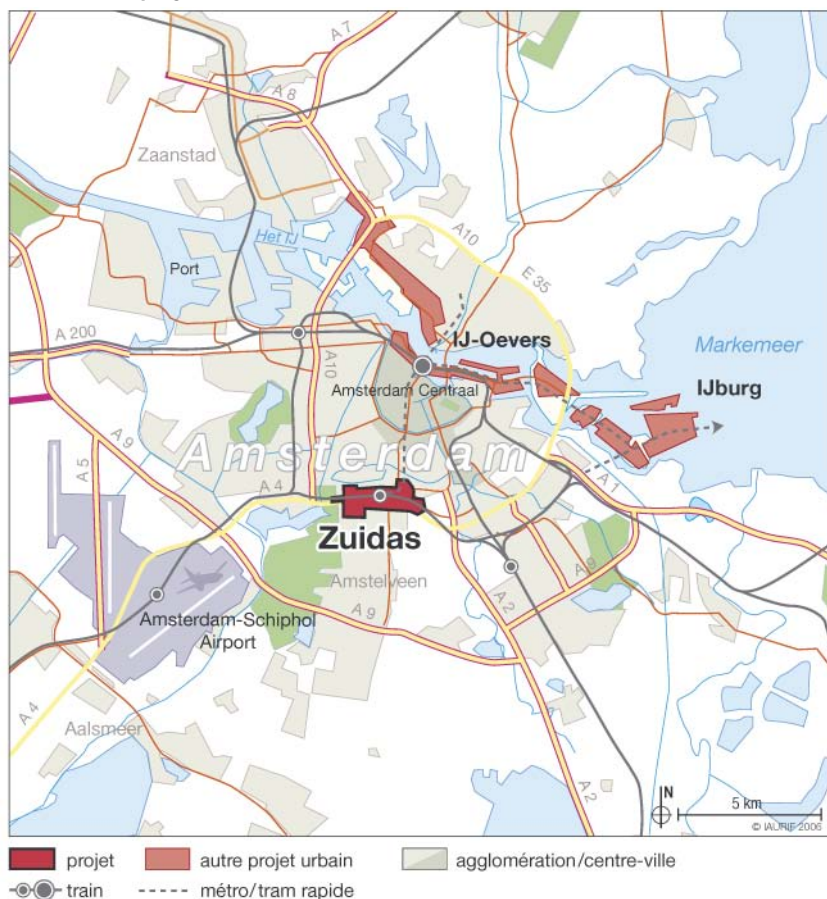 A 7
A 8
Zaanstad
Het IJ
A10
E 35
Port
A 200
IJ-Oevers
Markemeer
A10
Amsterdam Centraal
IJburg
A 9
Amsterdam
A 5
A 4
A 1
Zuidas
A 9
Amstelveen
A 2
Amsterdam-Schiphol
Airport
A 9
A 4
Aalsmeer
A 2
N
5 km
© IAURIF 2006
projet
autre projet urbain
agglomération/centre-ville
train
métro/tram rapide